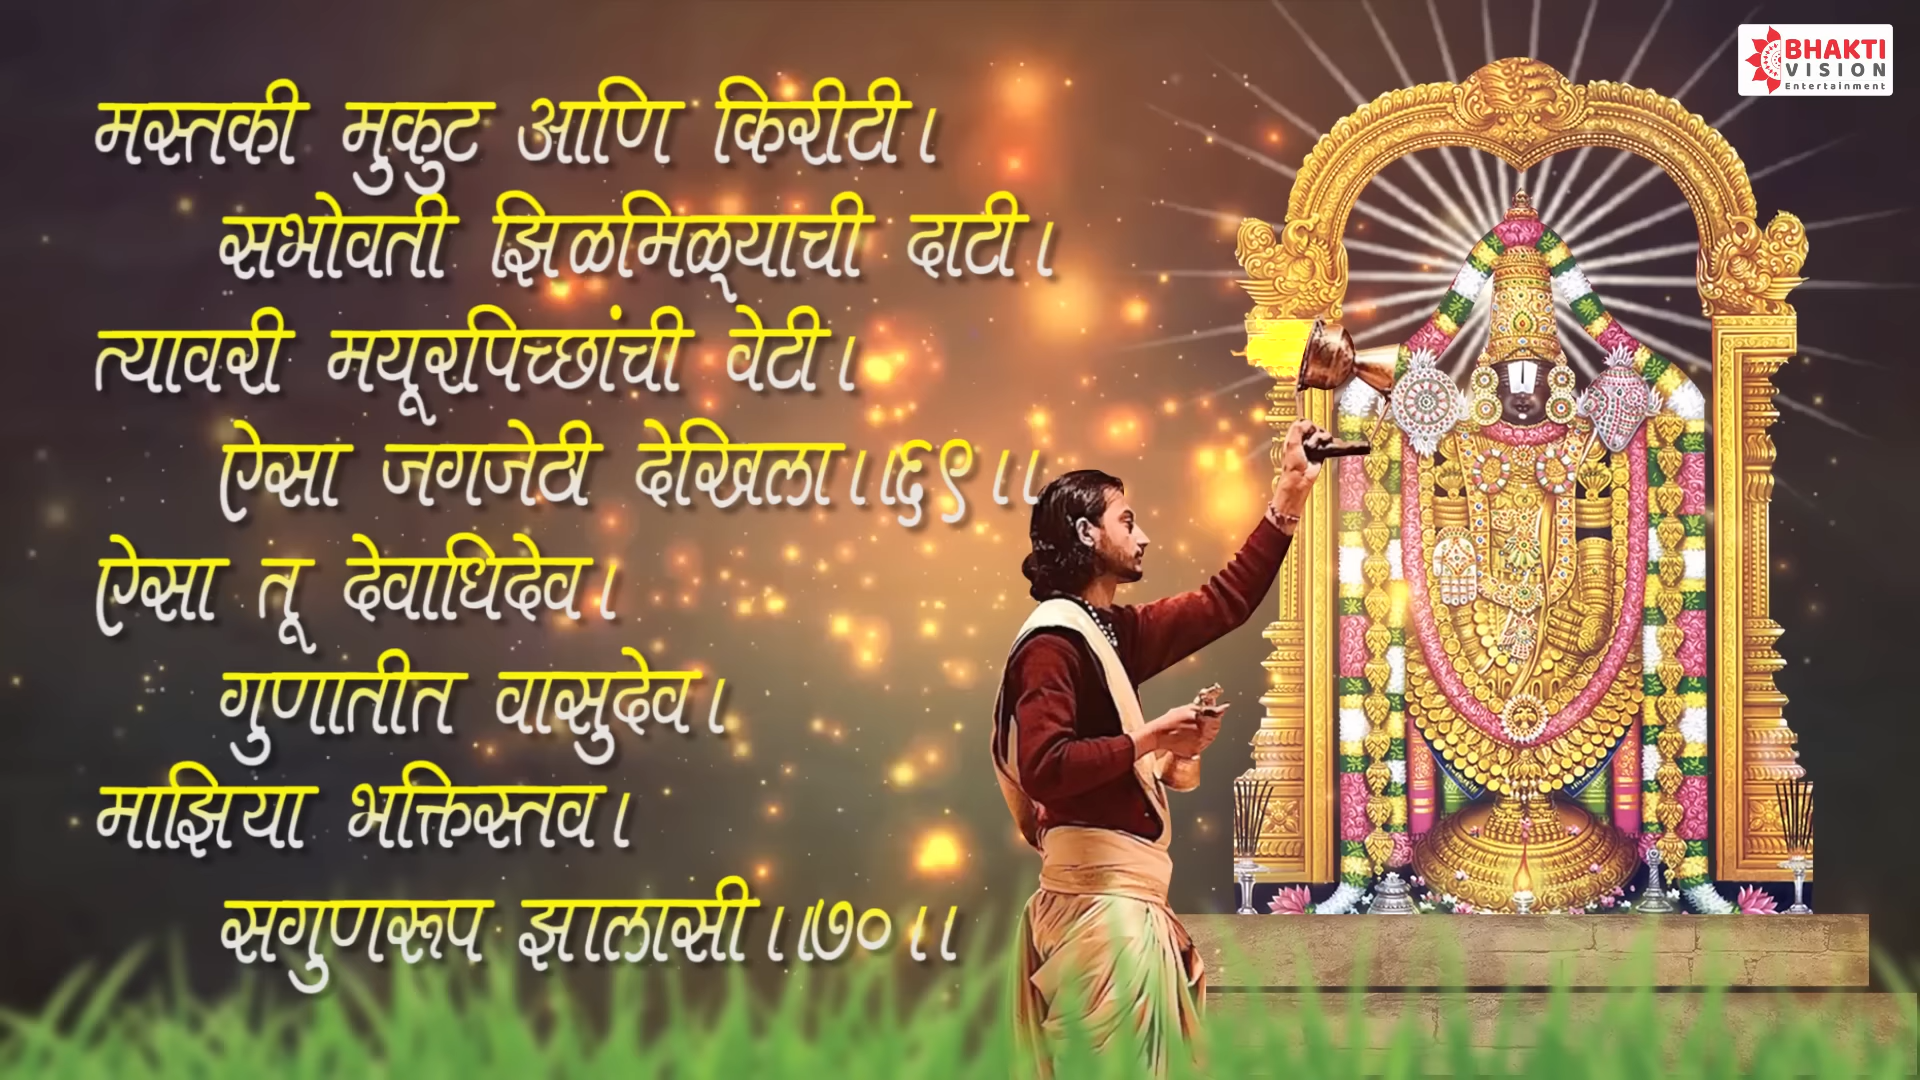 मस्तकी मुकुट आणि किरीटी।
सभोवती झिळमिळ्याची दाटी।
त्यावरी मयूरपिच्छांची वेटी।
ऐसा जगजेठी देखिला।।६९।।
ऐसा तू देवाधिदेव।
गुणातीत वासुदेव।
माझिया भक्तिस्तव।
सगुणरूप झालासी।।७०।।
BHAKTI
VISION
Entertainment